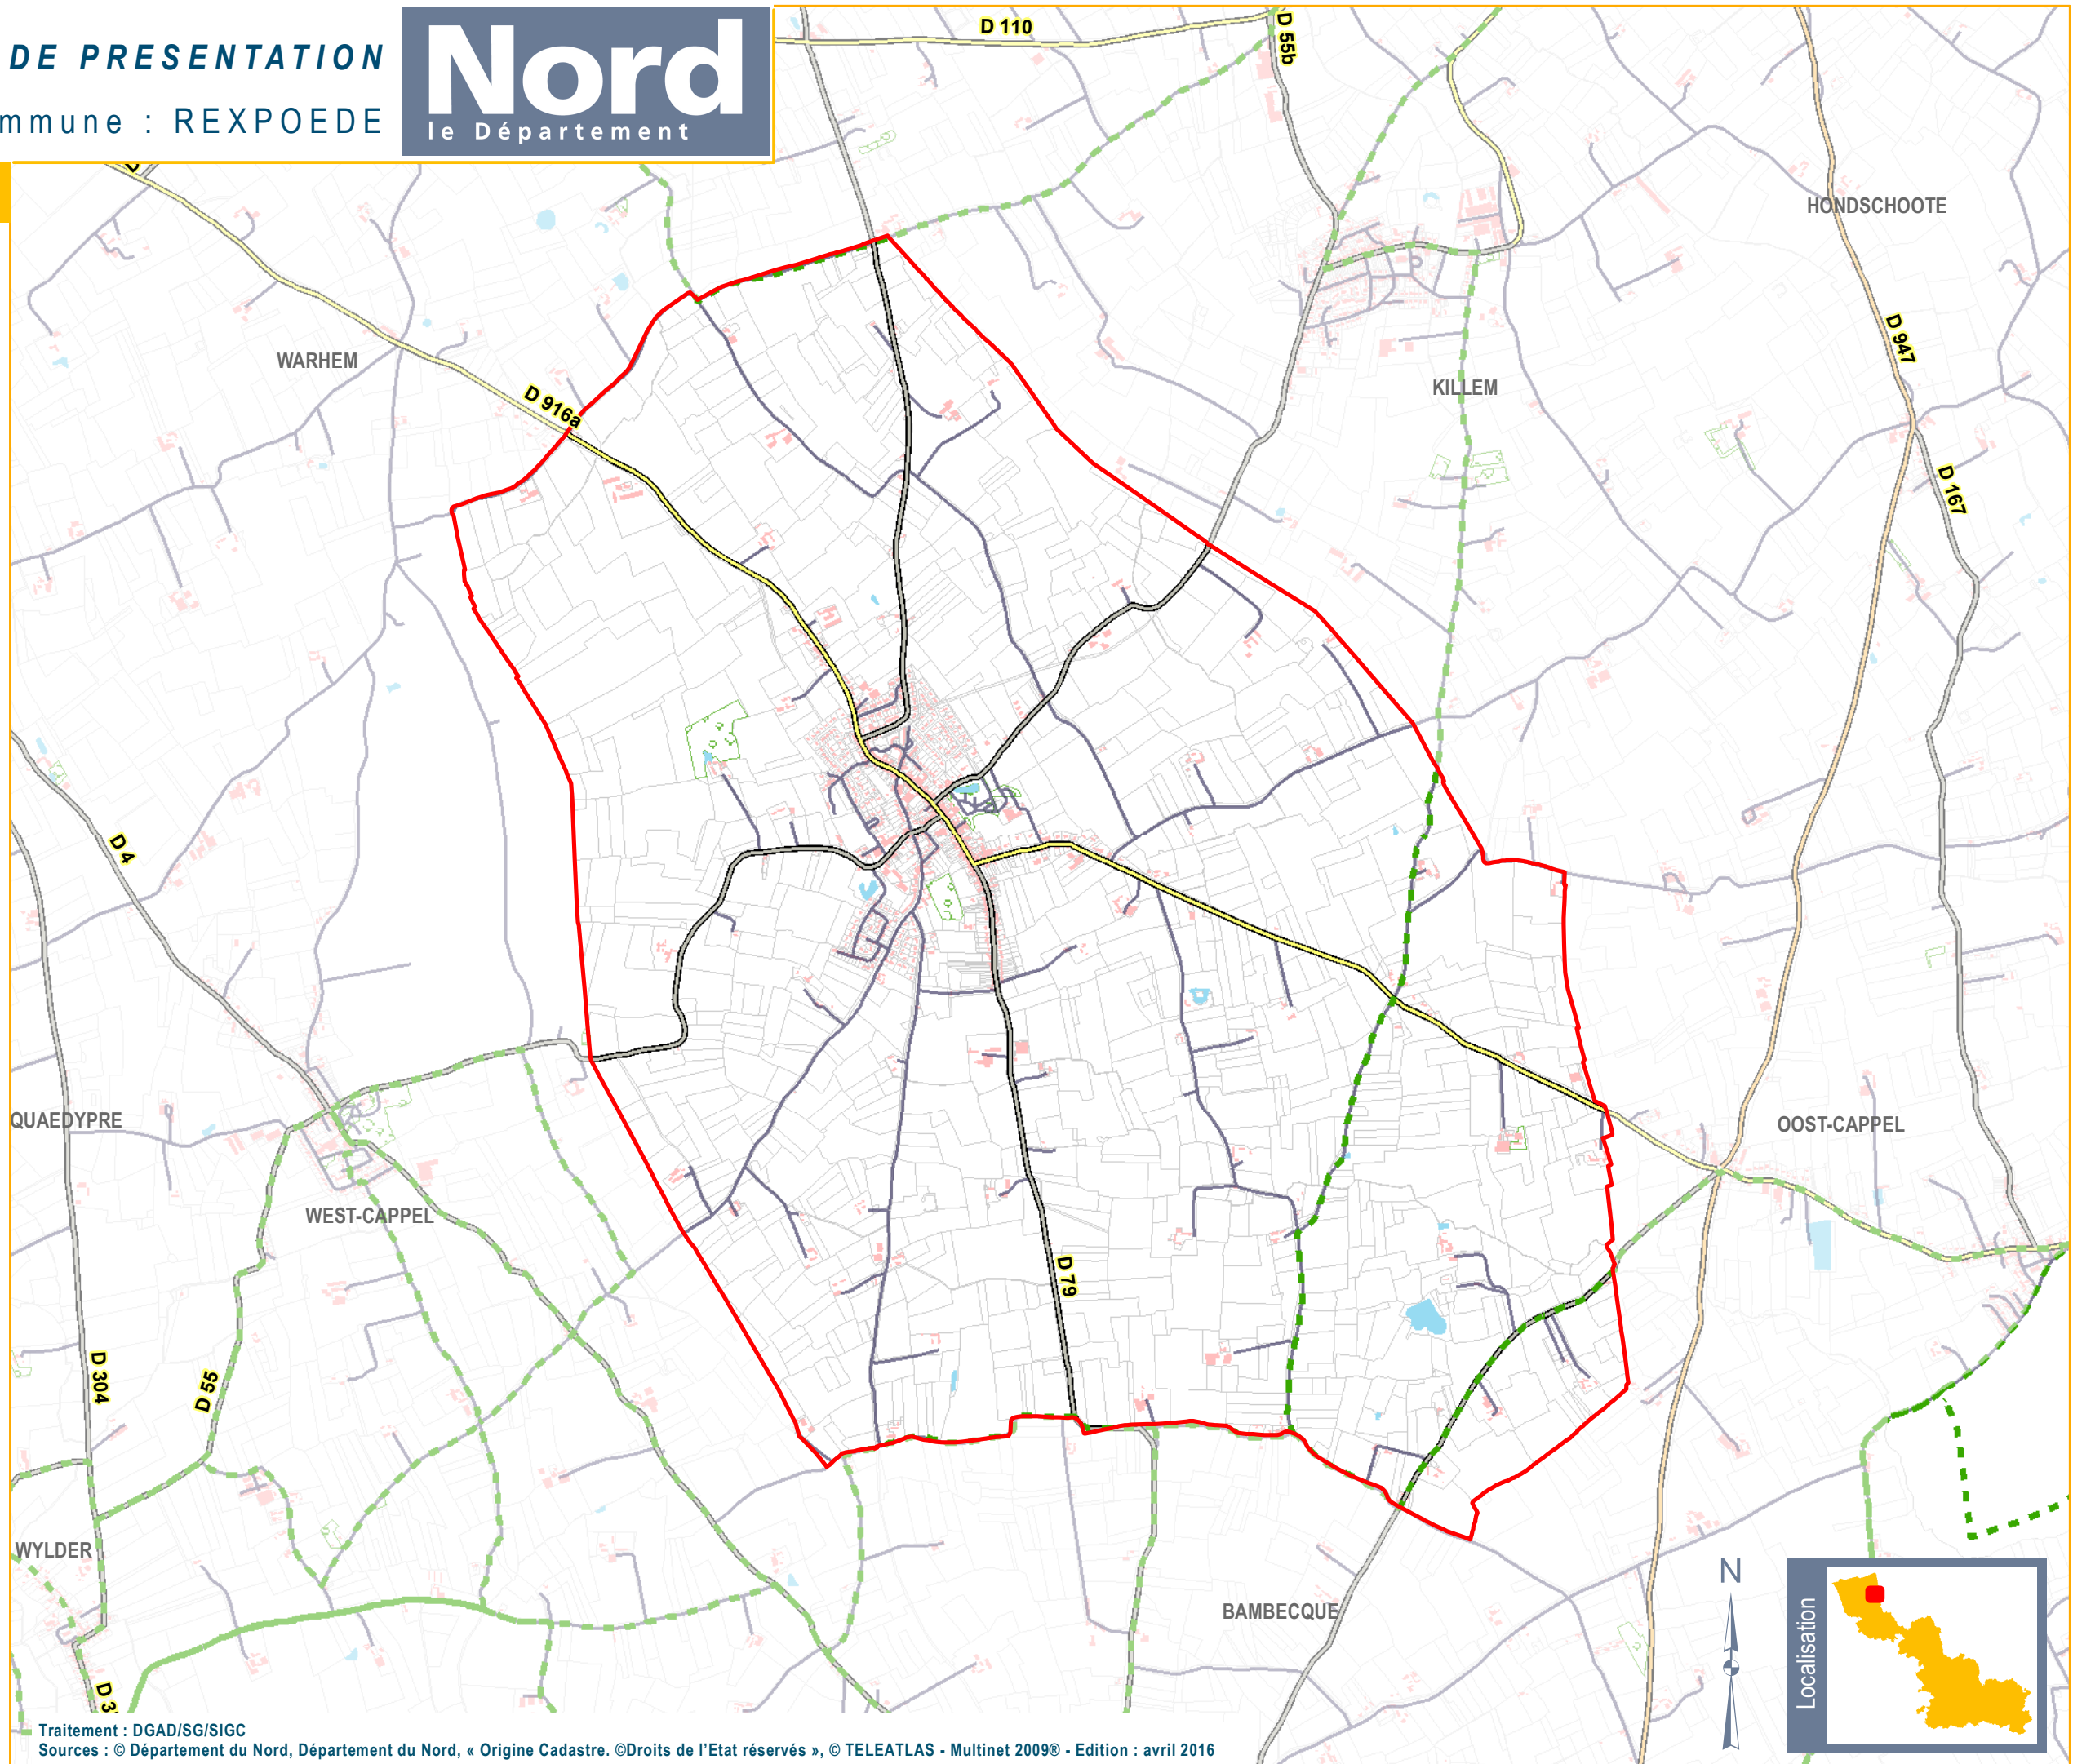 DE PRESENTATION
mmune : REXPOEDE
Nord
le Département
D 110
D 55b
HONDSCHOOTE
WARHEM
D 916a
D 947
KILLEM
D 167
D 4
QUAEDYPRE
OOST-CAPPEL
WEST-CAPPEL
D 79
D 304
D 55
WYLDER
BAMBECQUE
N
Localisation
D 3
Traitement : DGAD/SG/SIGC
Sources : © Département du Nord, Département du Nord, « Origine Cadastre. ©Droits de l'Etat réservés », © TELEATLAS - Multinet 2009® - Edition : avril 2016